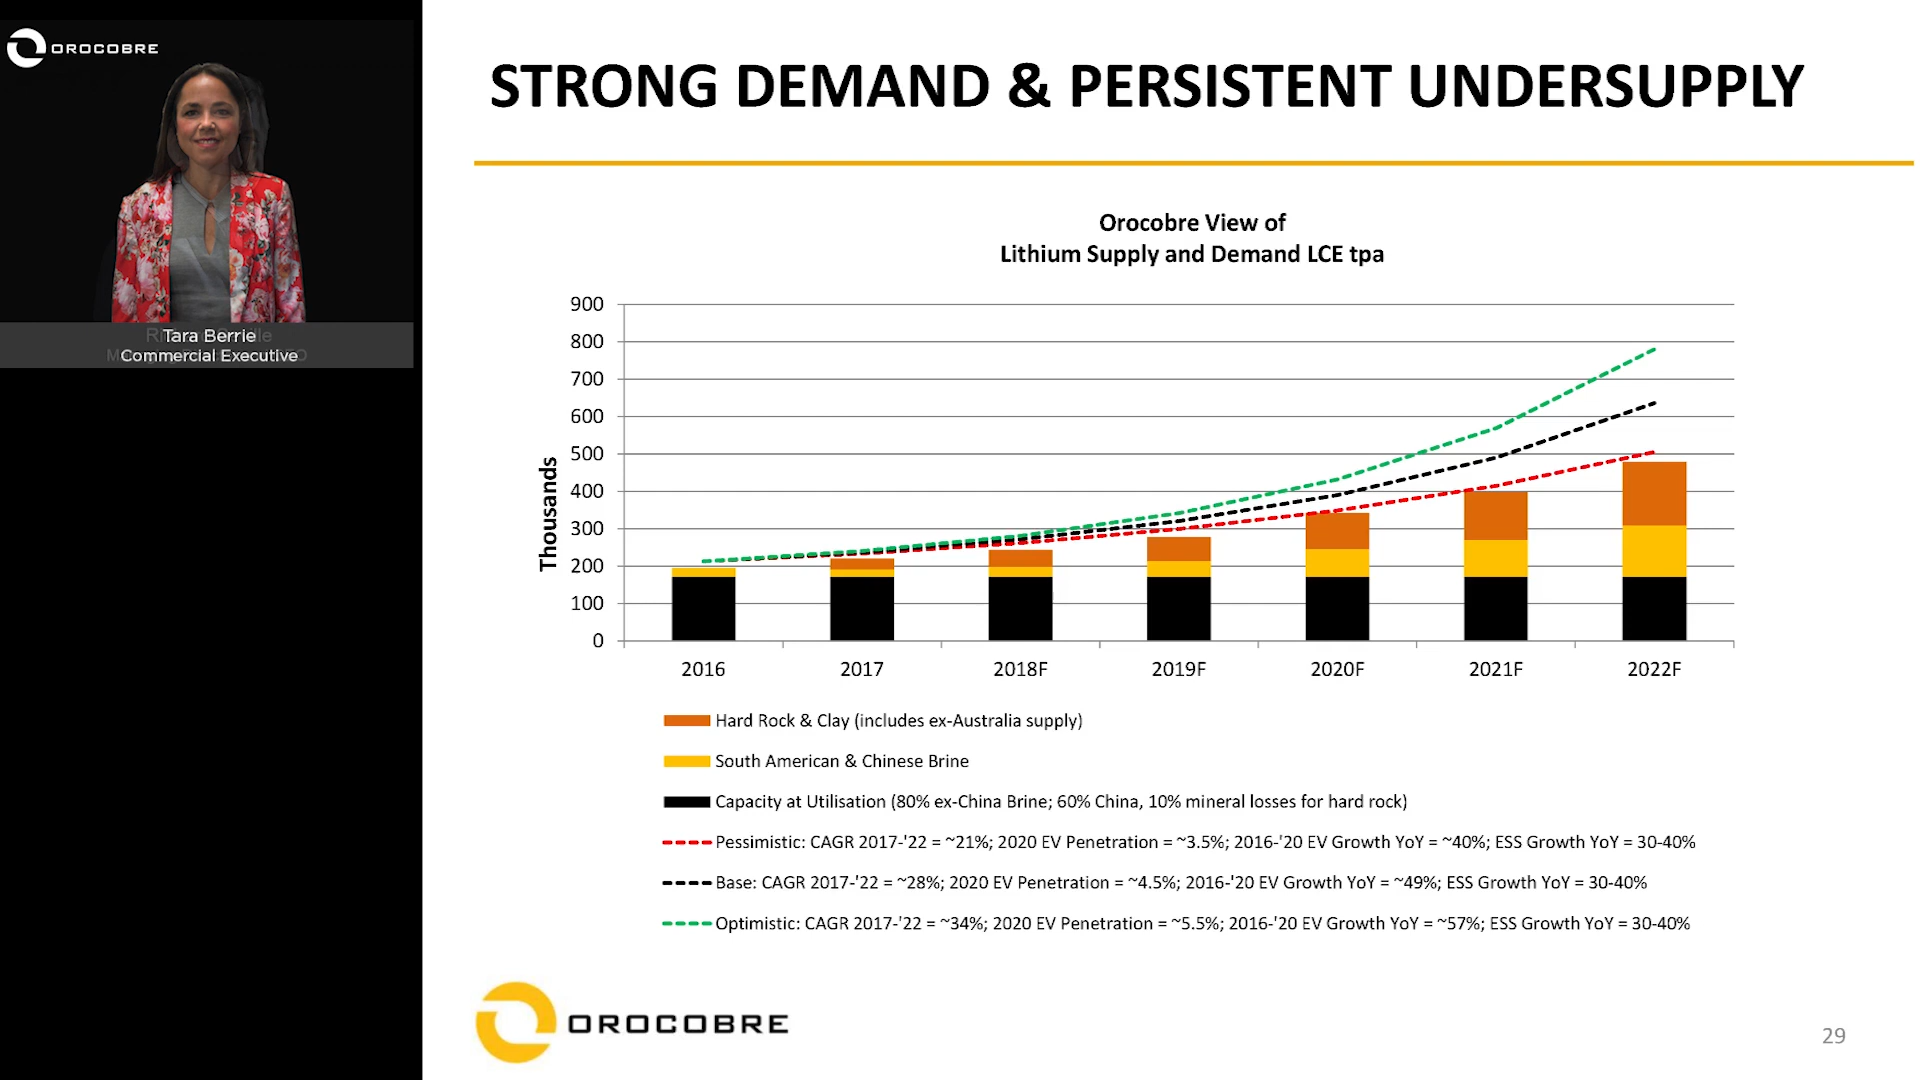 OROCOBRE
Tara Berrie
Commercial Executive
STRONG DEMAND & PERSISTENT UNDERSUPPLY
Orocobre View of
Lithium Supply and Demand LCE tpa
Thousands
900
800
700
600
500
400
300
200
100
0
2016 2017 2018F 2019F 2020F 2021F 2022F
Hard Rock & Clay (includes ex-Australia supply)
South American & Chinese Brine
Capacity at Utilisation (80% ex-China Brine; 60% China, 10% mineral losses for hard rock)
Pessimistic: CAGR 2017-'22 = ~21%; 2020 EV Penetration = ~3.5%; 2016-'20 EV Growth YoY = ~40%; ESS Growth YoY = 30-40%
Base: CAGR 2017-'22 = ~28%; 2020 EV Penetration = ~4.5%; 2016-'20 EV Growth YoY = ~49%; ESS Growth YoY = 30-40%
Optimistic: CAGR 2017-'22 = ~34%; 2020 EV Penetration = ~5.5%; 2016-'20 EV Growth YoY = ~57%; ESS Growth YoY = 30-40%
OROCOBRE
29